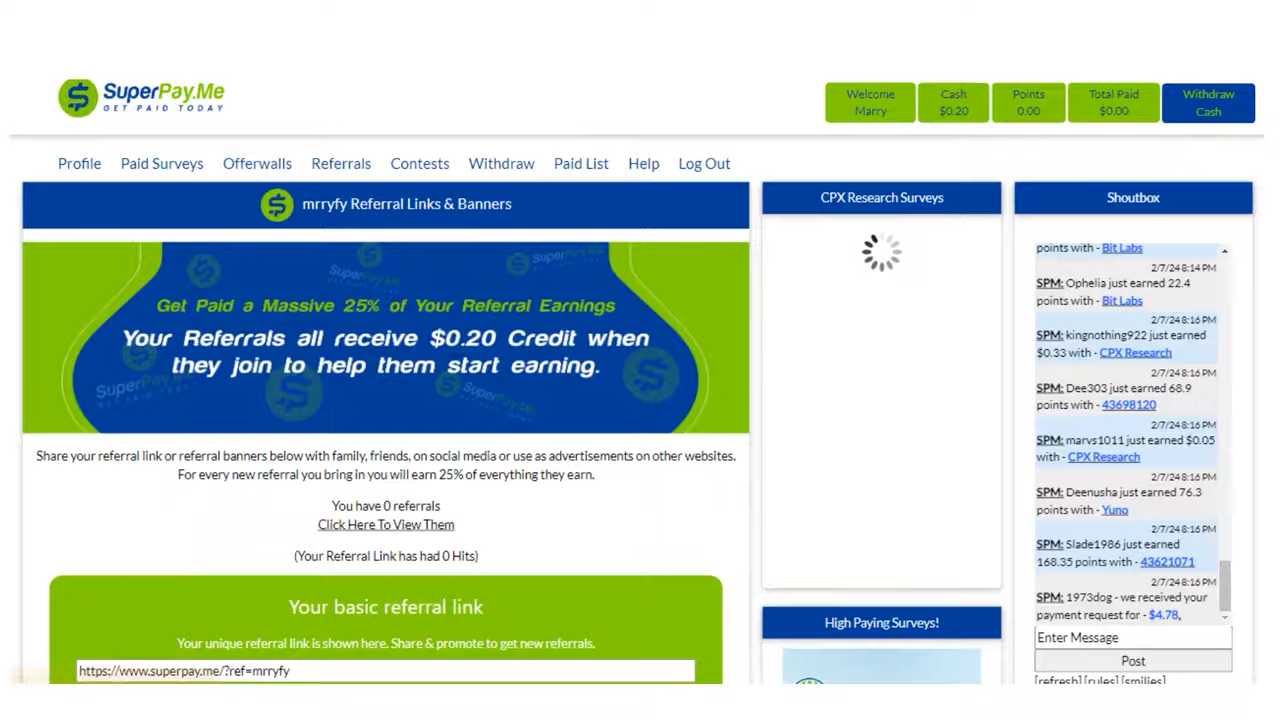 SuperPay.Me
GET PAID TODAY
Welcome
Marry
Cash
$0.20
Points
0.00
Total Paid
$0.00
Withdraw
Cash
Profile Paid Surveys Offerwalls Referrals Contests Withdraw Paid List Help Log Out
mrryfy Referral Links & Banners
Get Paid a Massive 25% of Your Referral Earnings
Your Referrals all receive $0.20 Credit when
they join to help them start earning.
Share your referral link or referral banners below with family, friends, on social media or use as advertisements on other websites.
For every new referral you bring in you will earn 25% of everything they earn.
You have 0 referrals
Click Here To View Them
(Your Referral Link has had 0 Hits)
Your basic referral link
Your unique referral link is shown here. Share & promote to get new referrals.
https://www.superpay.me/?ref=mrryfy
CPX Research Surveys
High Paying Surveys!
Shoutbox
points with - Bit Labs
2/7/24 8:14 PM
SPM: Ophelia just earned 22.4
points with - Bit Labs
2/7/24 8:16 PM
SPM: kingnothing922 just earned
$0.33 with - CPX Research
2/7/24 8:16 PM
SPM: Dee303 just earned 68.9
points with - 43698120
2/7/24 8:16 PM
SPM: marvs1011 just earned $0.05
with - CPX Research
2/7/24 8:16 PM
SPM: Deenusha just earned 76.3
points with - Yuno
2/7/24 8:16 PM
SPM: Slade1986 just earned
168.35 points with - 43621071
2/7/24 8:16 PM
SPM: 1973dog - we received your
payment request for - $4.78,
Enter Message
Post
[refresh] [rules] [smilies]